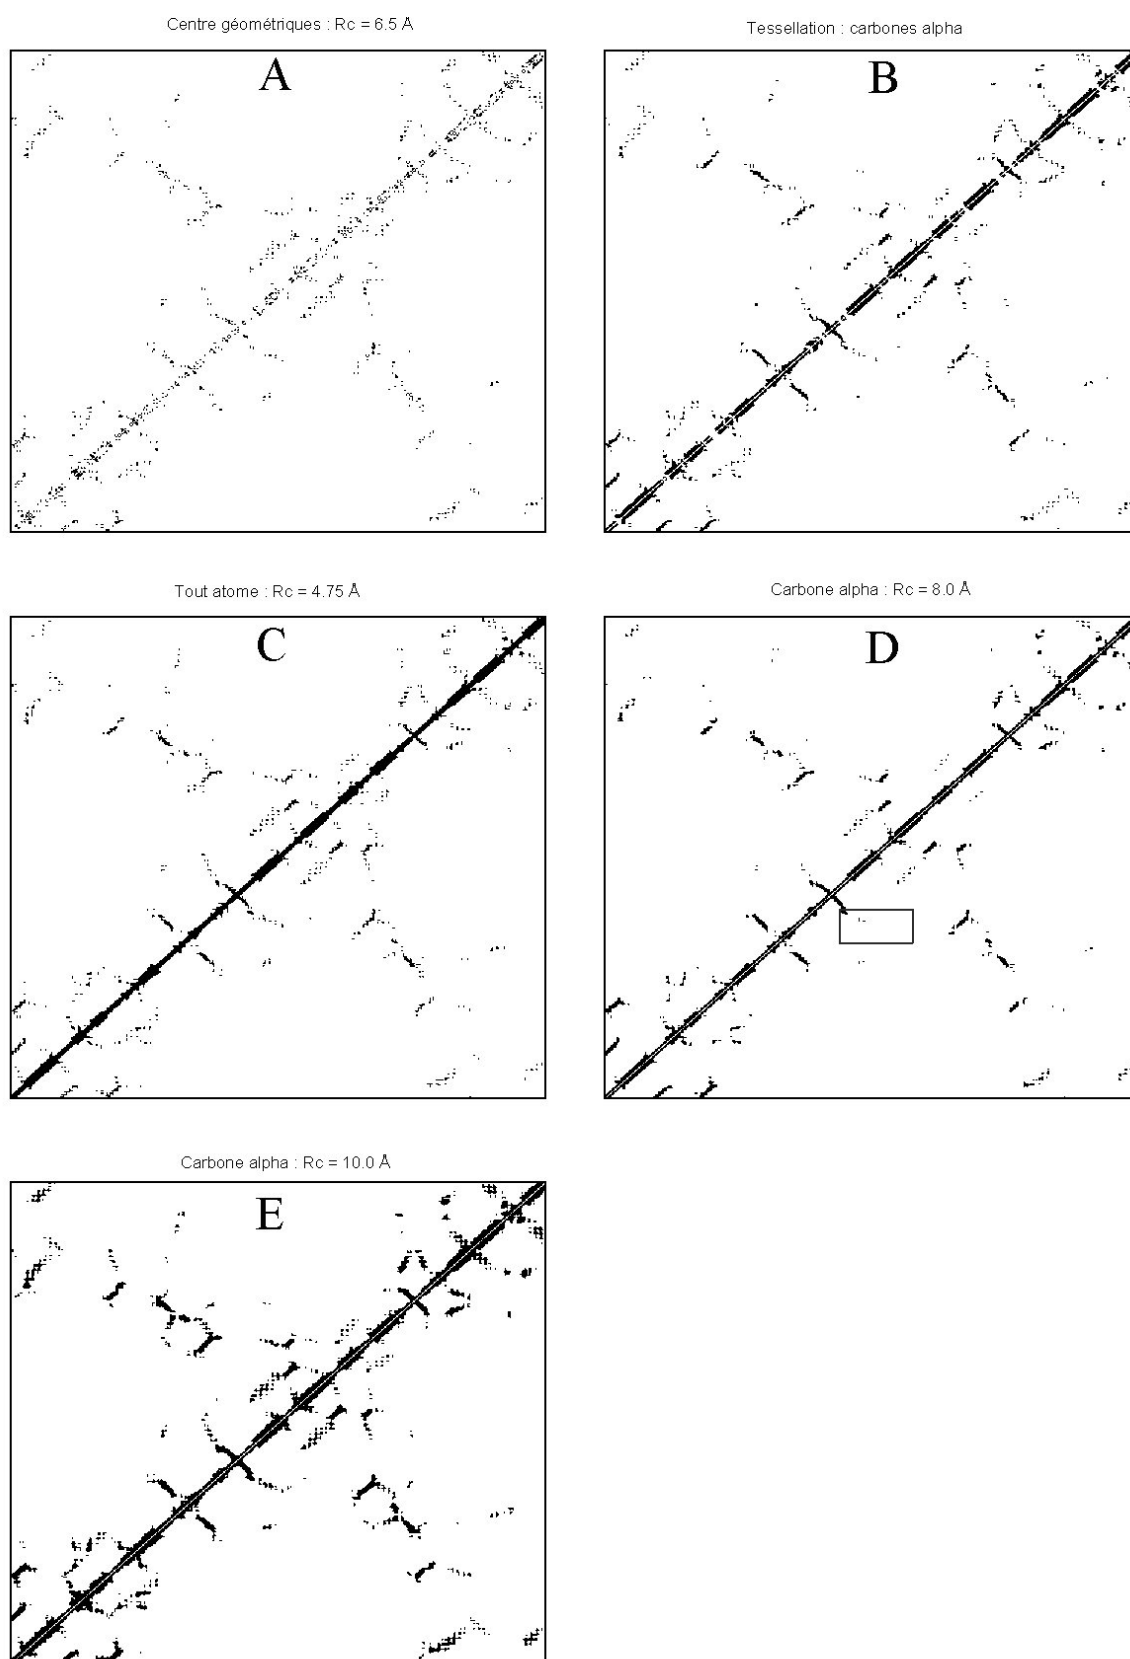 Centre géométriques : Rc = 6.5 Å
Tessellation : carbones alpha
A
B
Tout atome : Rc = 4.75 Å
Carbone alpha : Rc = 8.0 Å
C
D
Carbone alpha : Rc = 10.0 Å
E